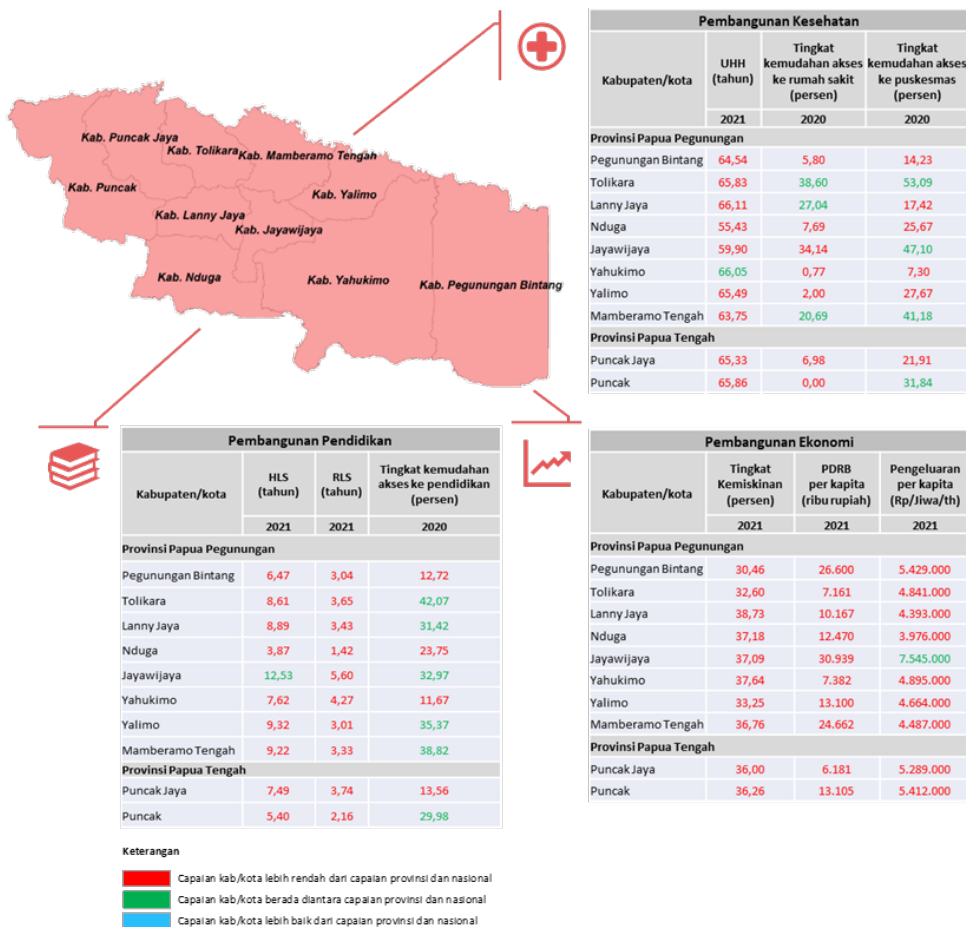 Kab. Puncak Jaya
Kab. Tolikara
Kab. Mamberamo Tengah
Kab. Puncak
Kab. Yalimo
Kab. Lanny Jaya
Kab. Jayawijaya
Kab. Nduga
Kab. Yahukimo
Kab. Pegunungan Bintang
Pembangunan Kesehatan
Kabupaten/kota UHH (tahun) Tingkat kemudahan akses ke rumah sakit (persen) Tingkat kemudahan akses ke puskesmas (persen)
2021 2020 2020
Provinsi Papua Pegunungan
Pegunungan Bintang 64,54 5,80 14,23
Tolikara 65,83 38,60 53,09
Lanny Jaya 66,11 27,04 17,42
Nduga 55,43 7,69 25,67
Jayawijaya 59,90 34,14 47,10
Yahukimo 66,05 0,77 7,30
Yalimo 65,49 2,00 27,67
Mamberamo Tengah 63,75 20,69 41,18
Provinsi Papua Tengah
Puncak Jaya 65,33 6,98 21,91
Puncak 65,86 0,00 31,84
Pembangunan Pendidikan
Kabupaten/kota HLS (tahun) RLS (tahun) Tingkat kemudahan akses ke pendidikan (persen)
2021 2021 2020
Provinsi Papua Pegunungan
Pegunungan Bintang 6,47 3,04 12,72
Tolikara 8,61 3,65 42,07
Lanny Jaya 8,89 3,43 31,42
Nduga 3,87 1,42 23,75
Jayawijaya 12,53 5,60 32,97
Yahukimo 7,62 4,27 11,67
Yalimo 9,32 3,01 35,37
Mamberamo Tengah 9,22 3,33 38,82
Provinsi Papua Tengah
Puncak Jaya 7,49 3,74 13,56
Puncak 5,40 2,16 29,98
Pembangunan Ekonomi
Kabupaten/kota Tingkat Kemiskinan (persen) PDRB per kapita (ribu rupiah) Pengeluaran per kapita (Rp/Jiwa/th)
2021 2021 2021
Provinsi Papua Pegunungan
Pegunungan Bintang 30,46 26.600 5.429.000
Tolikara 32,60 7.161 4.841.000
Lanny Jaya 38,73 10.167 4.393.000
Nduga 37,18 12.470 3.976.000
Jayawijaya 37,09 30.939 7.545.000
Yahukimo 37,64 7.382 4.895.000
Yalimo 33,25 13.100 4.664.000
Mamberamo Tengah 36,76 24.662 4.487.000
Provinsi Papua Tengah
Puncak Jaya 36,00 6.181 5.289.000
Puncak 36,26 13.105 5.412.000
Keterangan
Capaian kab/kota lebih rendah dari capaian provinsi dan nasional
Capaian kab/kota berada diantara capaian provinsi dan nasional
Capaian kab/kota lebih baik dari capaian provinsi dan nasional